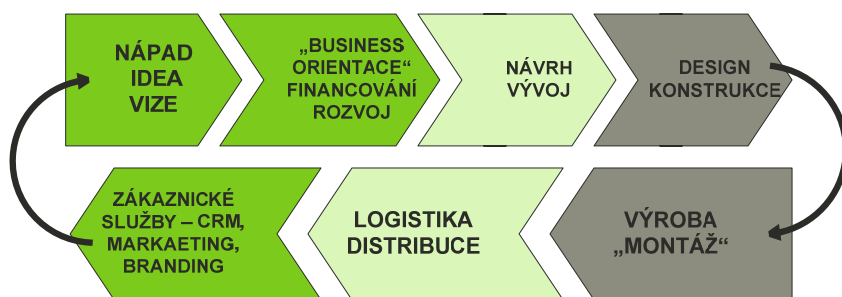 NÁPAD
IDEA
VIZE
„BUSINESS
ORIENTACE“
FINANCOVÁNÍ
ROZVOJ
NÁVRH
VÝVOJ
DESIGN
KONSTRUKCE
ZÁKAZNICKÉ
SLUŽBY – CRM,
MARKAETING,
BRANDING
LOGISTIKA
DISTRIBUCE
VÝROBA
„MONTÁŽ“